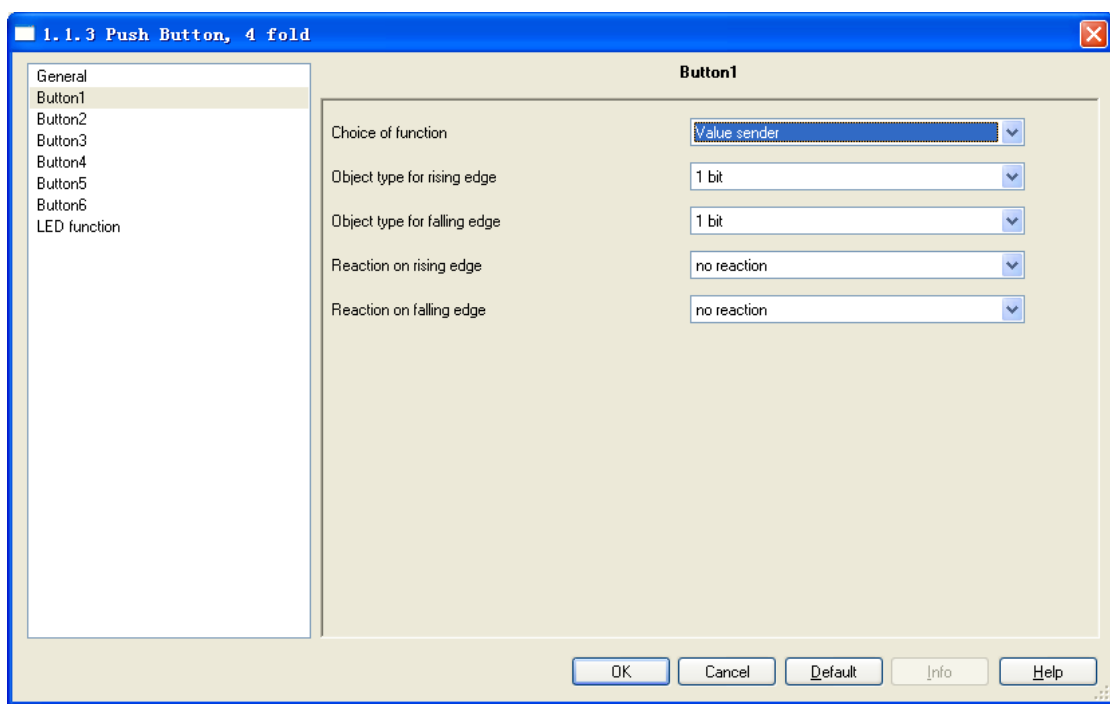 1.1.3 Push Button, 4 fold
General
Button1
Button2
Button3
Button4
Button5
Button6
LED function
Button1
Choice of function Value sender
Object type for rising edge 1 bit
Object type for falling edge 1 bit
Reaction on rising edge no reaction
Reaction on falling edge no reaction
OK Cancel Default Info Help